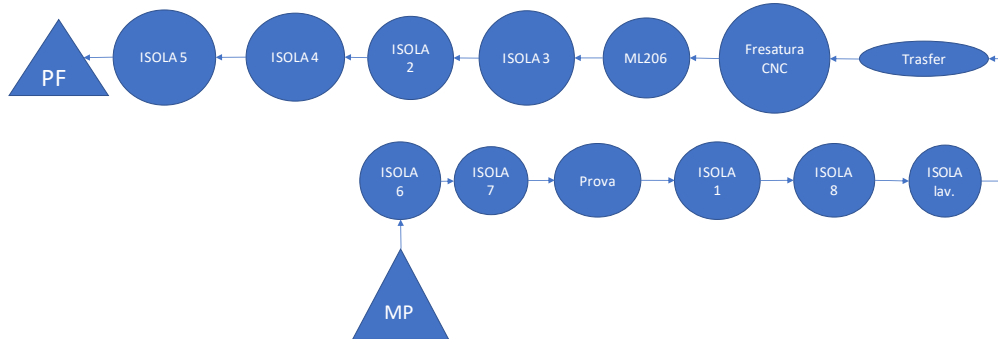 PF
ISOLA 5
ISOLA 4
ISOLA
2
ISOLA 3
ML206
Fresatura
CNC
Trasfer
ISOLA
6
ISOLA
7
Prova
ISOLA
1
ISOLA
8
ISOLA
lav.
MP